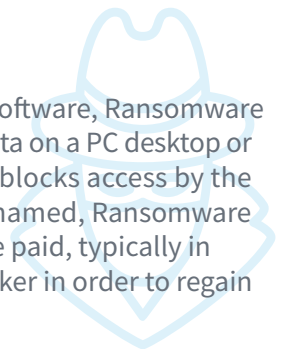 oftware, Ransomware
ta on a PC desktop or
blocks access by the
named, Ransomware
e paid, typically in
ker in order to regain